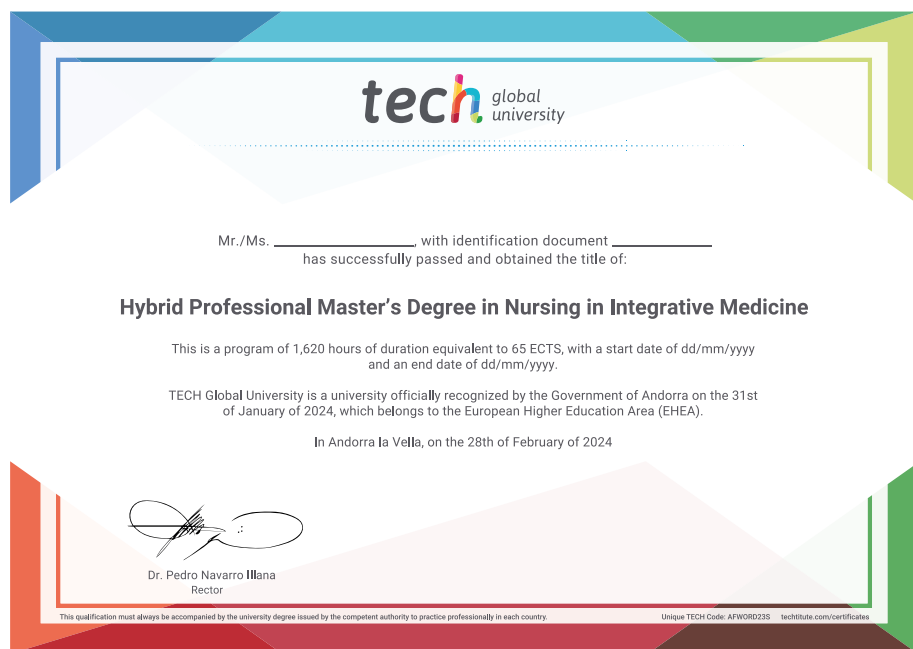 tech global
university
Mr./Ms. ____________, with identification document ____________
has successfully passed and obtained the title of:
Hybrid Professional Master's Degree in Nursing in Integrative Medicine
This is a program of 1,620 hours of duration equivalent to 65 ECTS, with a start date of dd/mm/yyyy
and an end date of dd/mm/yyyy.
TECH Global University is a university officially recognized by the Government of Andorra on the 31st
of January of 2024, which belongs to the European Higher Education Area (EHEA).
In Andorra la Vella, on the 28th of February of 2024
Dr. Pedro Navarro Illana
Rector
This qualification must always be accompanied by the university degree issued by the competent authority to practice professionally in each country. Unique TECH Code: AFWORD23S techtitute.com/certificates